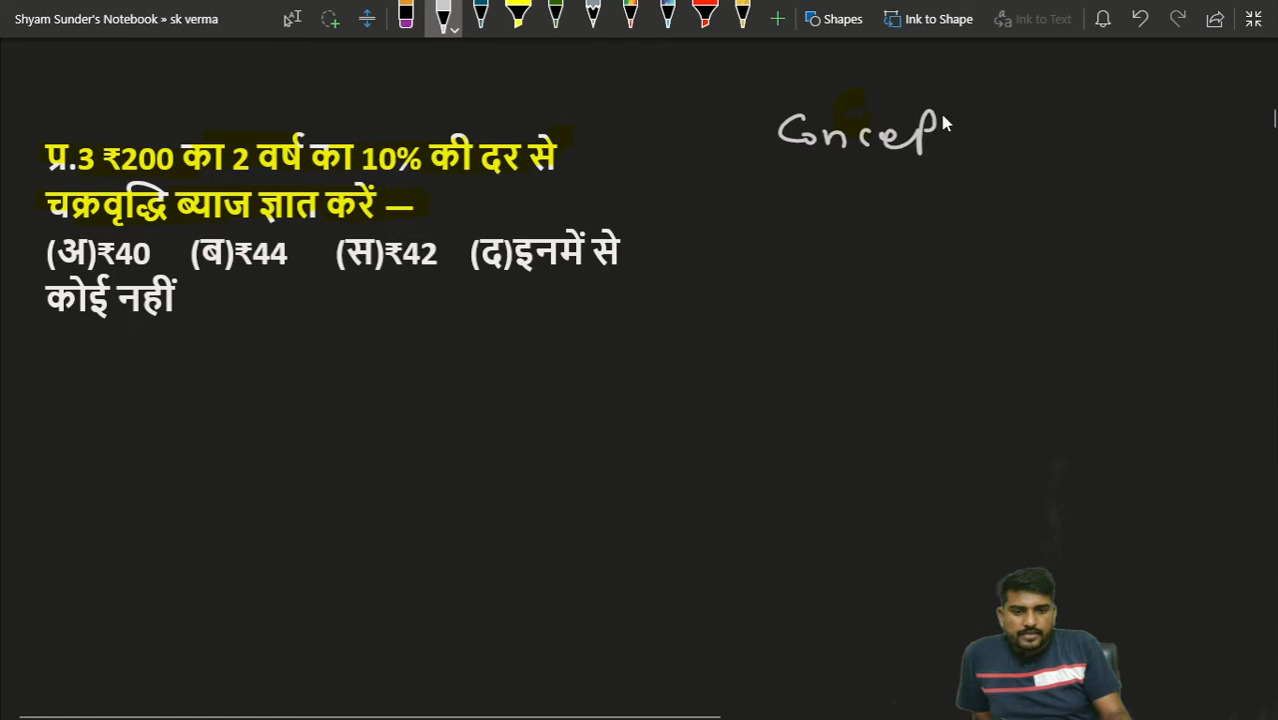 Shyam Sunder's Notebook » sk verma
Shapes
Ink to Shape
Ink to Text
Concep
प्र.3 ₹200 का 2 वर्ष का 10% की दर से
चक्रवृद्धि ब्याज ज्ञात करें —
(अ)₹40 (ब)₹44 (स)₹42 (द)इनमें से
कोई नहीं